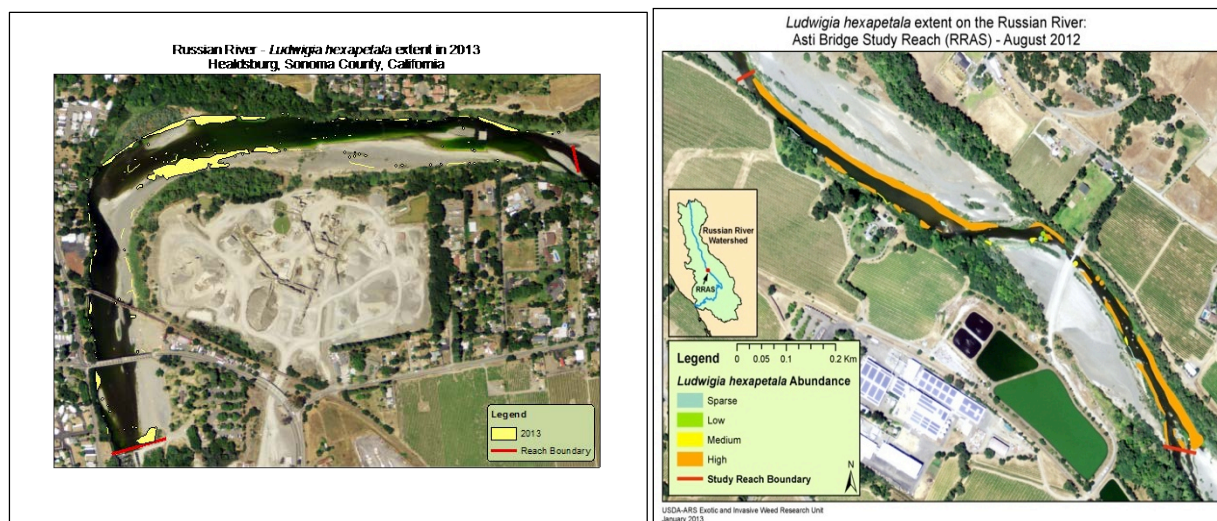 Russian River - Ludwigia hexapetala extent in 2013
Healdsburg, Sonoma County, California
Legend
2013
Reach Boundary
Ludwigia hexapetala extent on the Russian River:
Asti Bridge Study Reach (RRAS) - August 2012
Russian River
Watershed
RRAS
Legend
0 0.05 0.1 0.2 Km
Ludwigia hexapetala Abundance
Sparse
Low
Medium
High
Study Reach Boundary
N
USDA-ARS Exotic and Invasive Weed Research Unit
January 2013